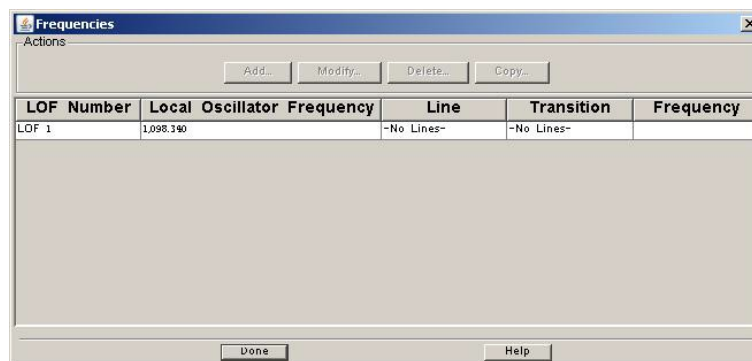 Frequencies
Actions
Add... Modify... Delete... Copy...
LOF Number Local Oscillator Frequency Line Transition Frequency
LOF 1 1,098.340 -No Lines- -No Lines-
Done Help